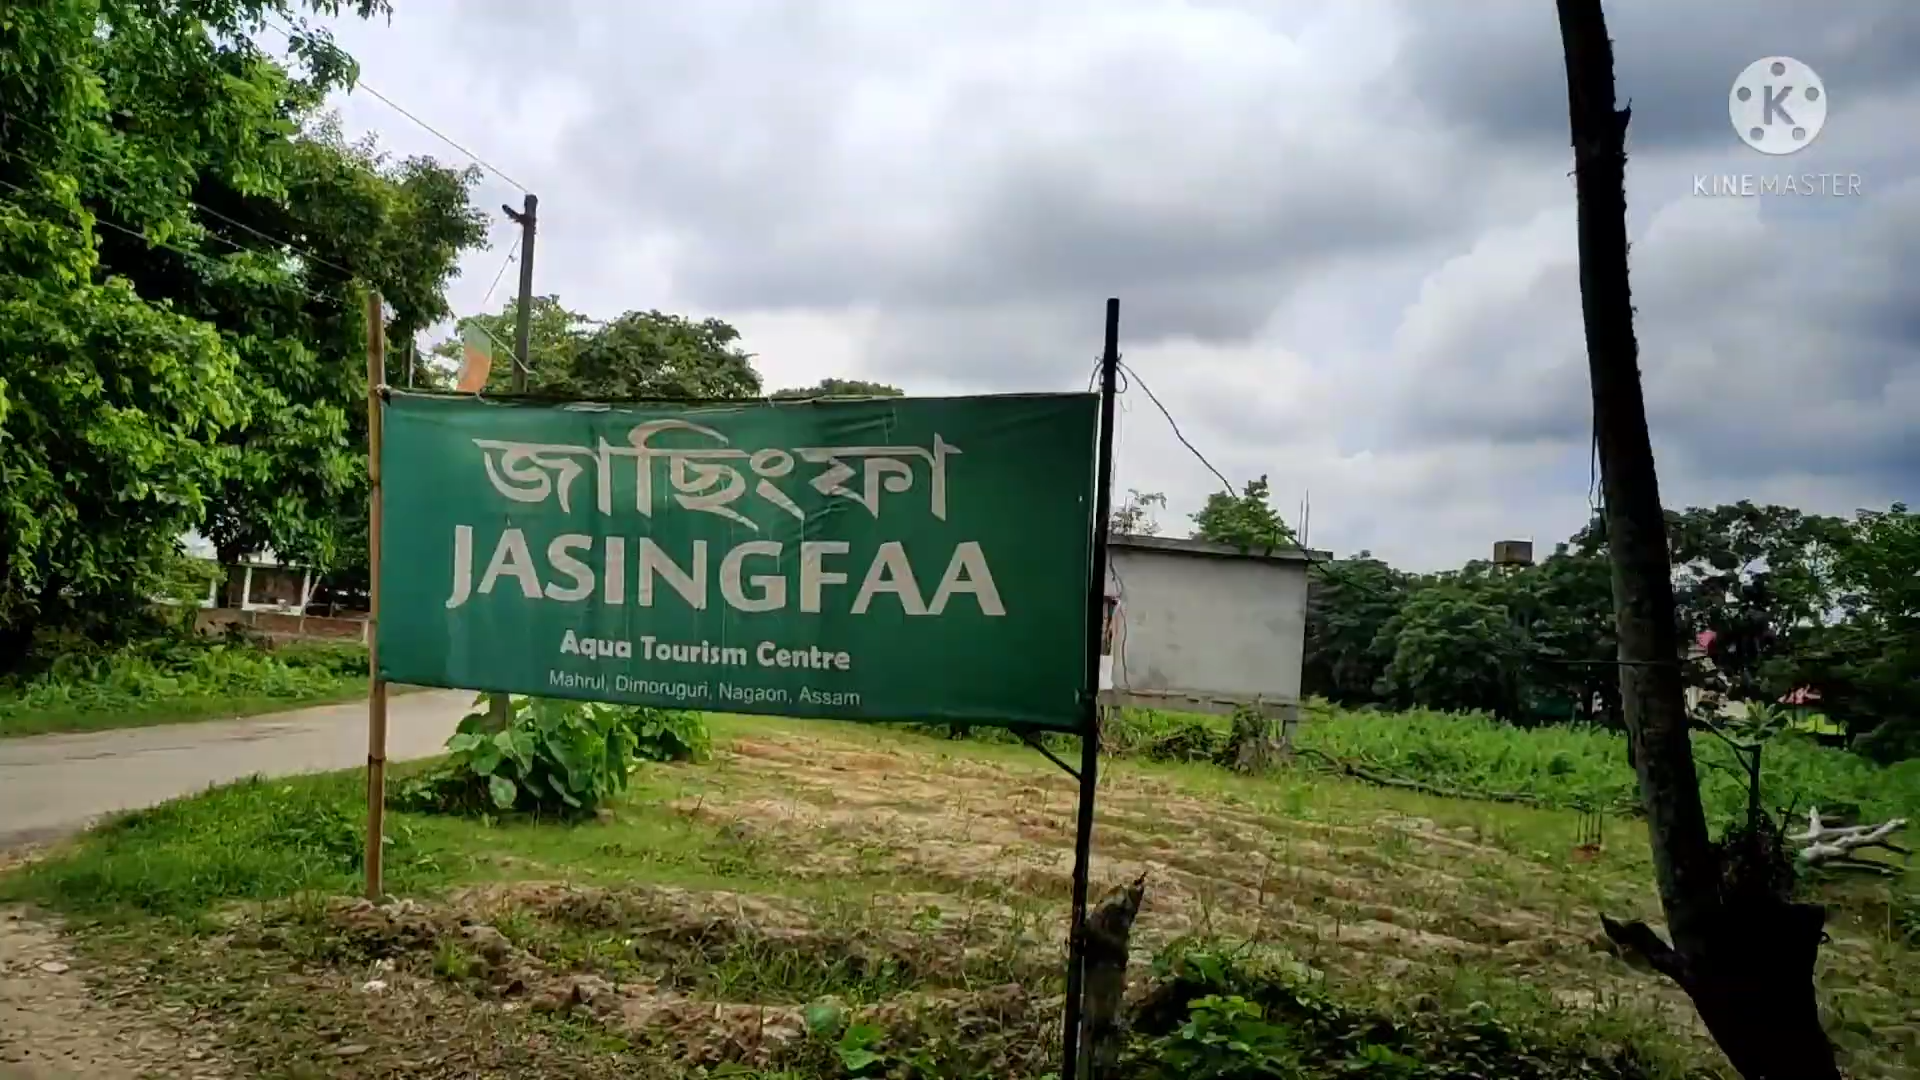 জাছিংফা
JASINGFAA
Aqua Tourism Centre
Mahrul, Dimoruguri, Nagaon, Assam
K
KINEMASTER